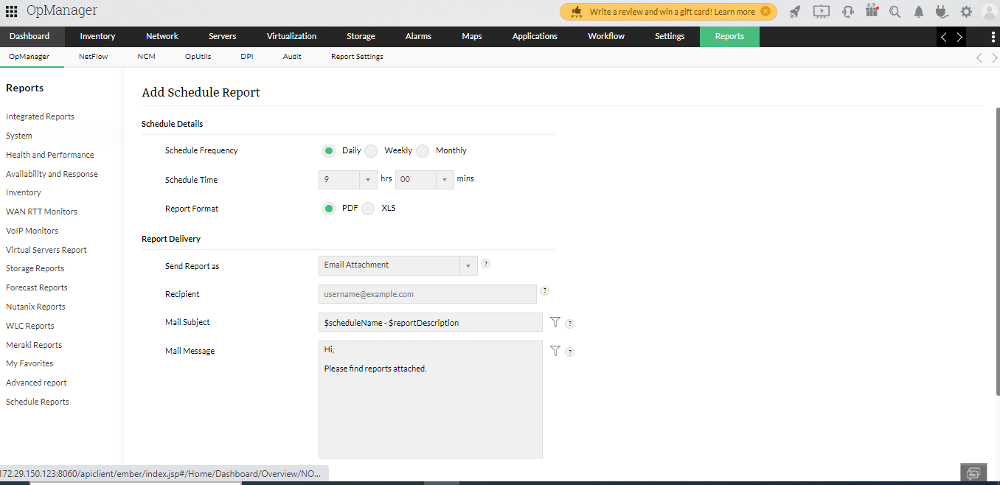 OpManager
Write a review and win a gift card! Learn more
Dashboard Inventory Network Servers Virtualization Storage Alarms Maps Applications Workflow Settings Reports
OpManager NetFlow NCM OpUtils DPI Audit Report Settings
Reports
Integrated Reports
System
Health and Performance
Availability and Response
Inventory
WAN RTT Monitors
VoIP Monitors
Virtual Servers Report
Storage Reports
Forecast Reports
Nutanix Reports
WLC Reports
Meraki Reports
My Favorites
Advanced report
Schedule Reports
Add Schedule Report
Schedule Details
Schedule Frequency Daily Weekly Monthly
Schedule Time 9 hrs 00 mins
Report Format PDF XLS
Report Delivery
Send Report as Email Attachment ?
Recipient username@example.com ?
Mail Subject $scheduleName - $reportDescription ?
Mail Message Hi, ?
Please find reports attached.
172.29.150.123:8060/apiclient/ember/index.jsp#/Home/Dashboard/Overview/NO...